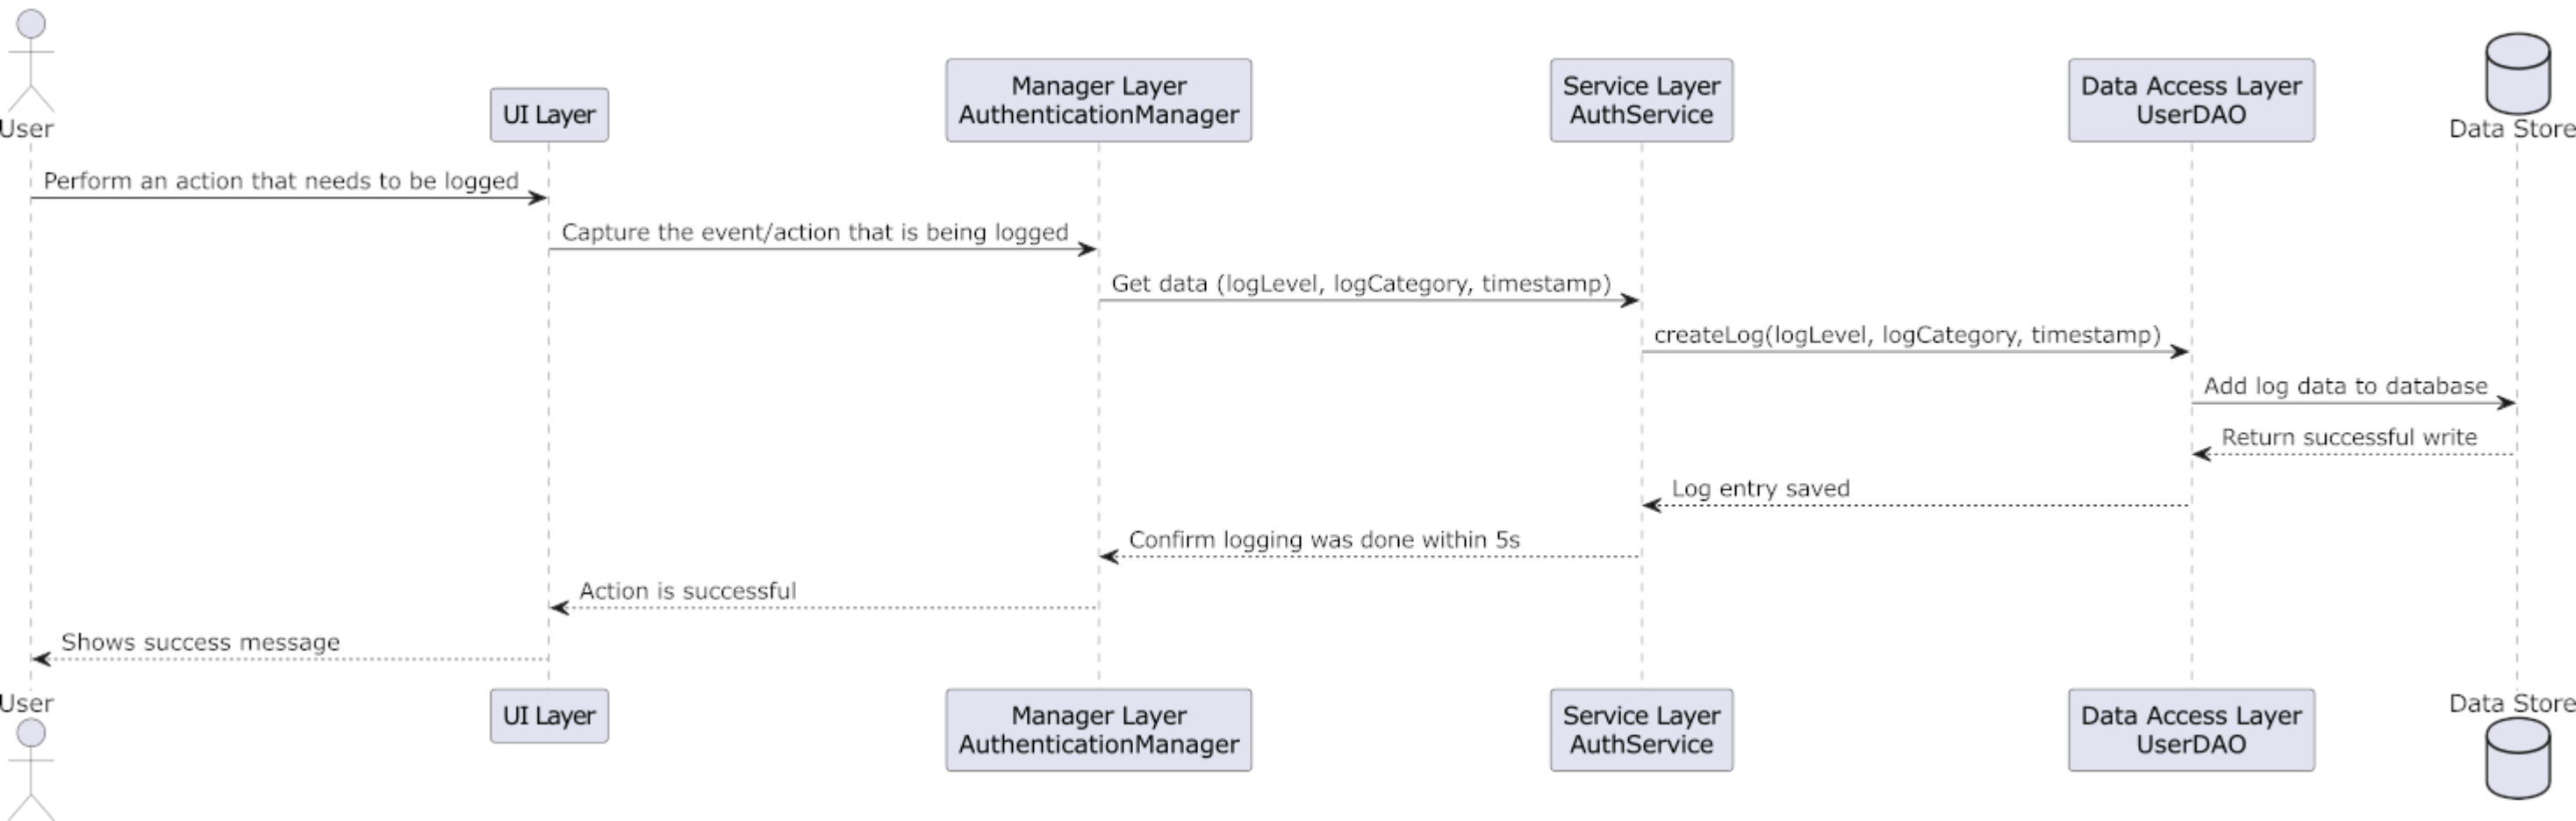 User
UI Layer
Manager Layer
AuthenticationManager
Service Layer
AuthService
Data Access Layer
UserDAO
Data Store
Perform an action that needs to be logged
Capture the event/action that is being logged
Get data (logLevel, logCategory, timestamp)
createLog(logLevel, logCategory, timestamp)
Add log data to database
Return successful write
Log entry saved
Confirm logging was done within 5s
Action is successful
Shows success message
User
UI Layer
Manager Layer
AuthenticationManager
Service Layer
AuthService
Data Access Layer
UserDAO
Data Store